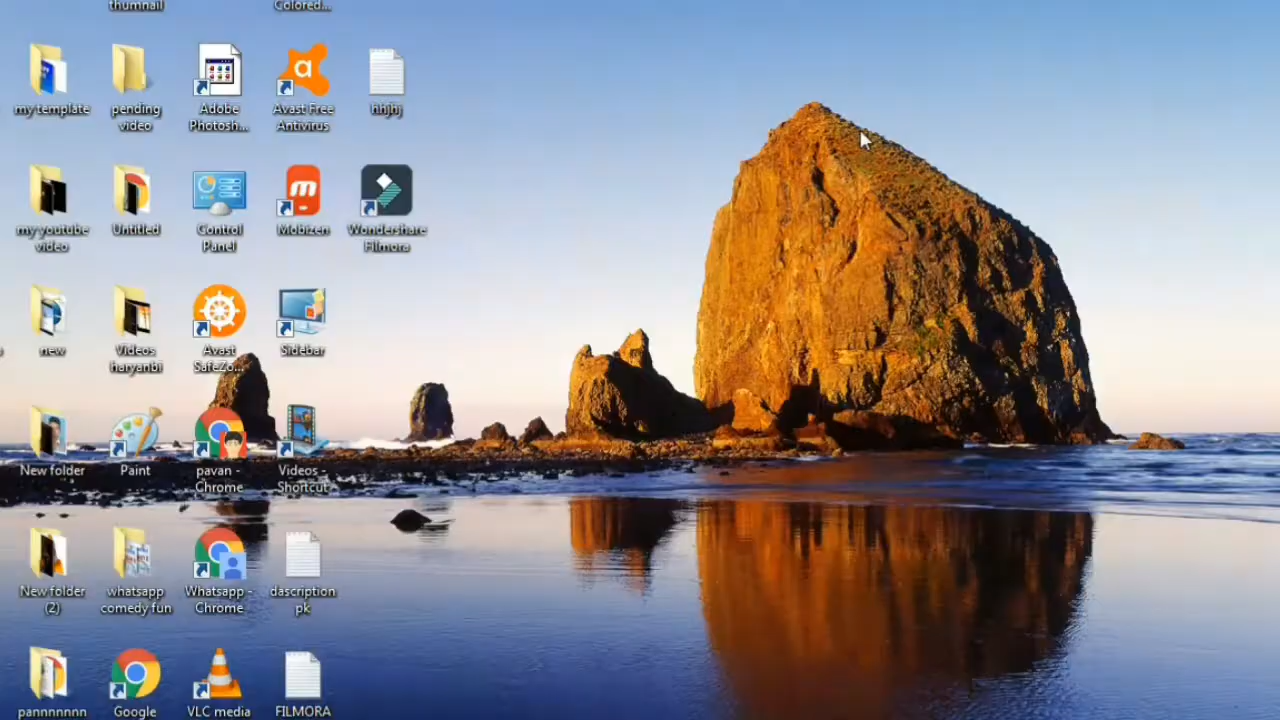 thumnail
Colored...
my template
pending
video
Adobe
Photosh...
Avast Free
Antivirus
hhjhj
my youtube
video
Untitled
Control
Panel
Mobizen
Wondershare
Filmora
new
Videos
haryanbi
Avast
SafeZo...
Sidebar
New folder
Paint
pavan -
Chrome
Videos -
Shortcut
New folder
(2)
whatsapp
comedy fun
Whatsapp -
Chrome
dascription
pk
pannnnnnn
Google
VLC media
FILMORA